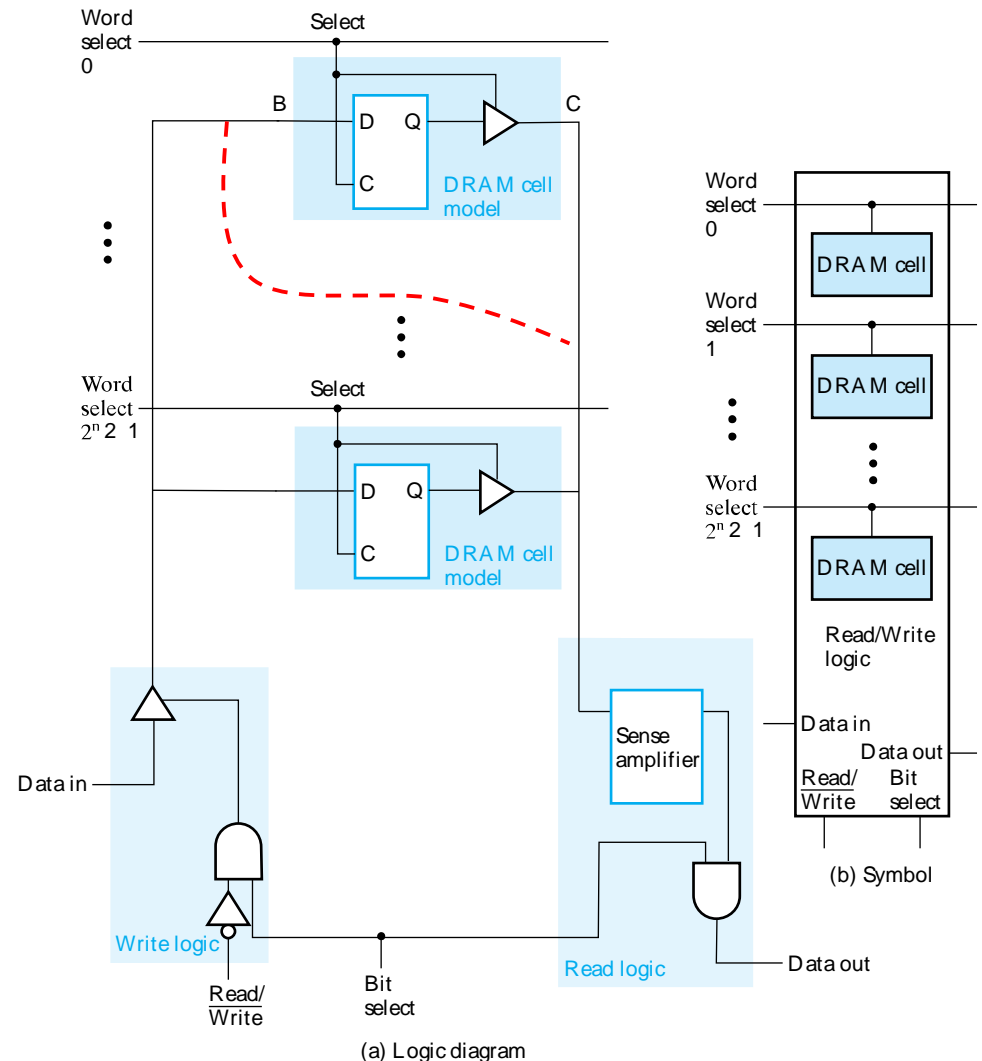 Word
select
0
Select
B
C
D
Q
C
DRAM cell
model
Word
select
2ⁿ 2 1
Select
D
Q
C
DRAM cell
model
Data in
Write logic
Read/
Write
Bit
select
Sense
amplifier
Read logic
Data out
(a) Logic diagram
Word
select
0
DRAM cell
Word
select
1
DRAM cell
Word
select
2ⁿ 2 1
DRAM cell
Read/Write
logic
Data in
Data out
Read/
Write
Bit
select
(b) Symbol